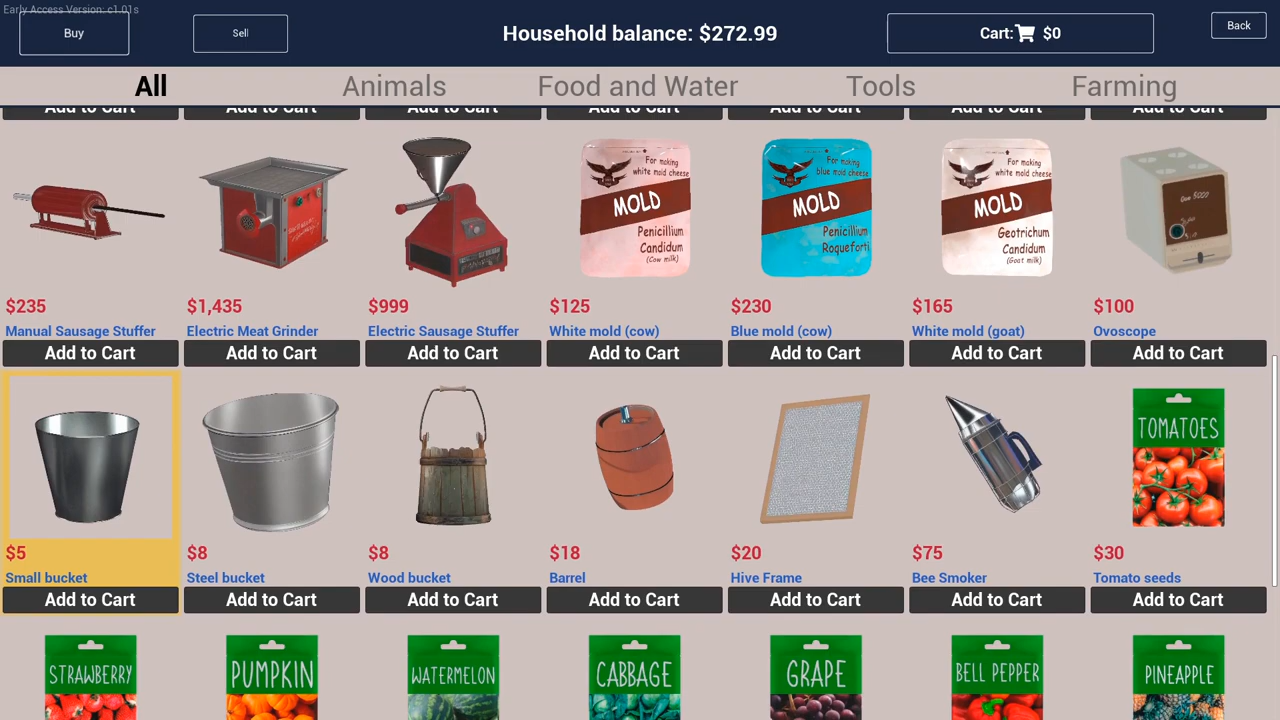 Early Access Version: c1.01s
Buy
Sell
Household balance: $272.99
Cart: $0
Back
All
Animals
Food and Water
Tools
Farming
Add to Cart
Add to Cart
Add to Cart
Add to Cart
Add to Cart
Add to Cart
Add to Cart
For making
white mold cheese
MOLD
Penicillium
Candidum
(Cow milk)
For making
blue mold cheese
MOLD
Penicillium
Roqueforti
For making
white mold cheese
MOLD
Geotrichum
Candidum
(Goat milk)
$235
$1,435
$999
$125
$230
$165
$100
Manual Sausage Stuffer
Electric Meat Grinder
Electric Sausage Stuffer
White mold (cow)
Blue mold (cow)
White mold (goat)
Ovoscope
Add to Cart
Add to Cart
Add to Cart
Add to Cart
Add to Cart
Add to Cart
Add to Cart
TOMATOES
$5
$8
$8
$18
$20
$75
$30
Small bucket
Steel bucket
Wood bucket
Barrel
Hive Frame
Bee Smoker
Tomato seeds
Add to Cart
Add to Cart
Add to Cart
Add to Cart
Add to Cart
Add to Cart
Add to Cart
STRAWBERRY
PUMPKIN
WATERMELON
CABBAGE
GRAPE
BELL PEPPER
PINEAPPLE